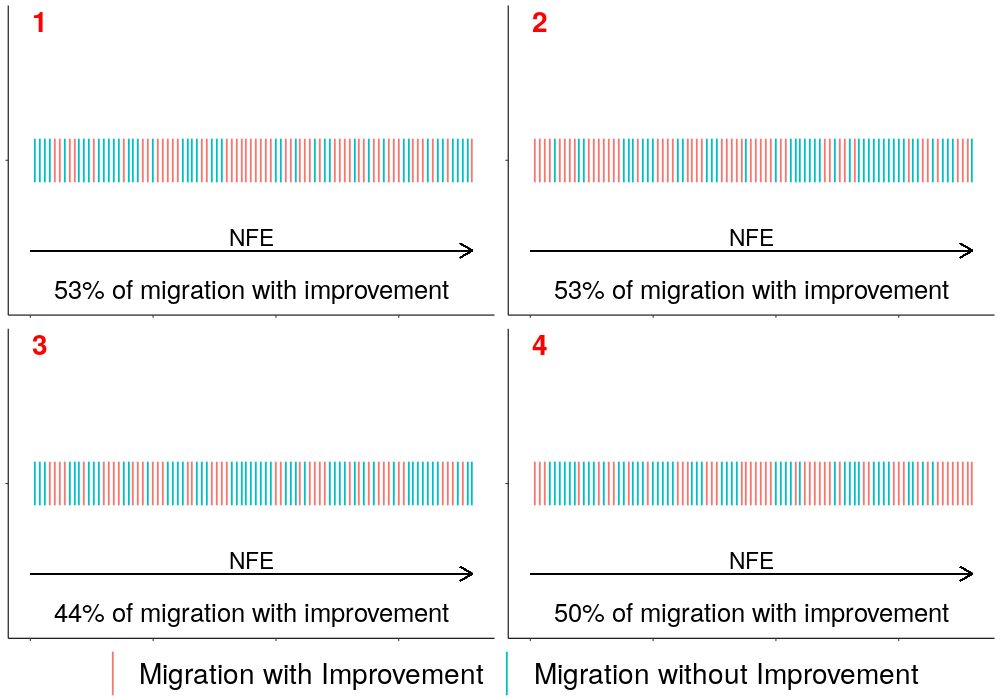 1
NFE
53% of migration with improvement
2
NFE
53% of migration with improvement
3
NFE
44% of migration with improvement
4
NFE
50% of migration with improvement
Migration with Improvement
Migration without Improvement